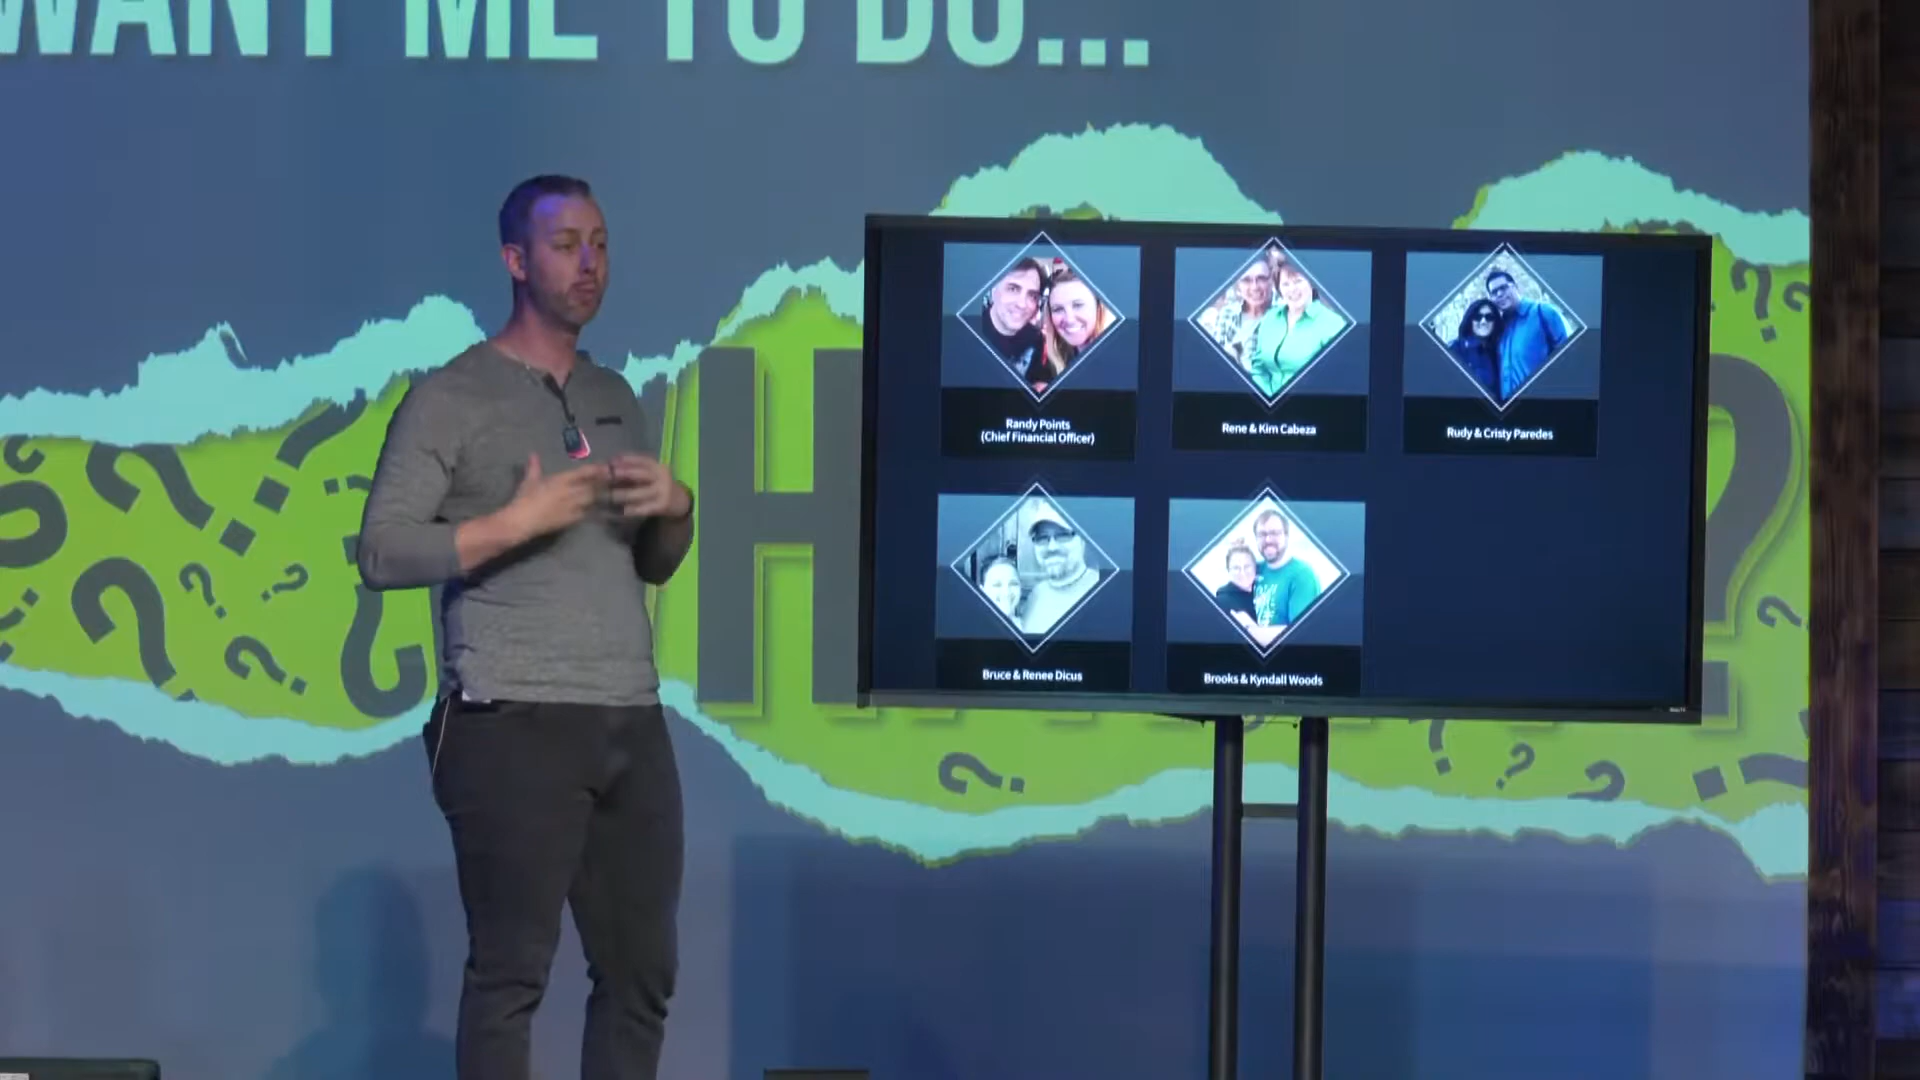 WANT ME TO DO...
H
?
Randy Points
(Chief Financial Officer)
Rene & Kim Cabeza
Rudy & Cristy Paredes
Bruce & Renee Dicus
Brooks & Kyndall Woods